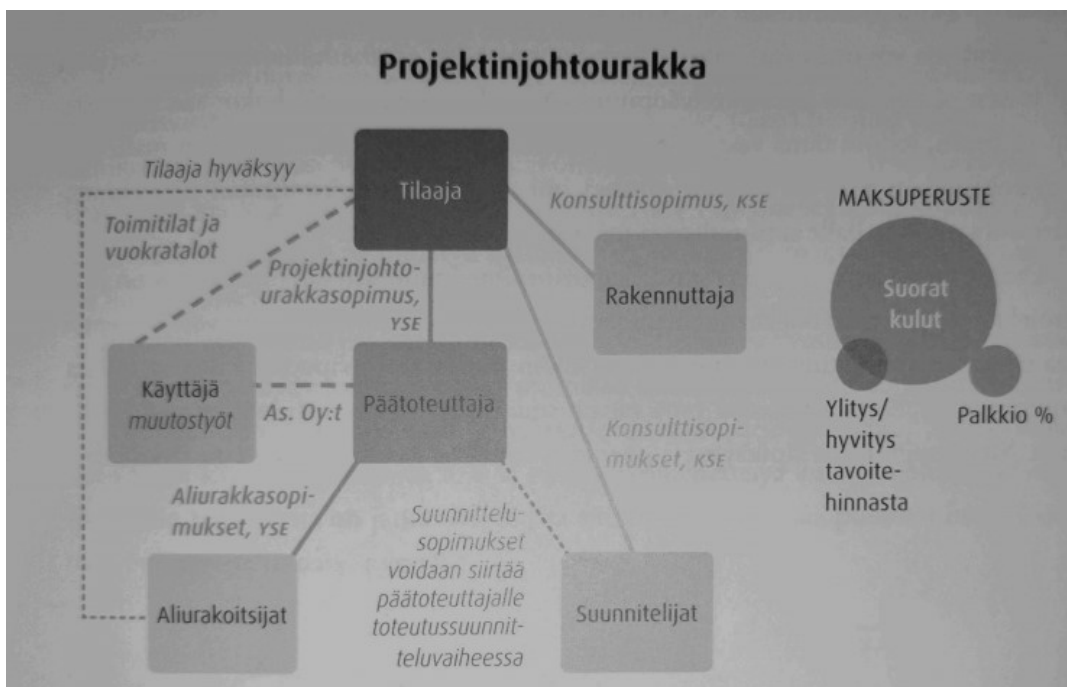 Projektinjohtourakka
Tilaaja hyväksyy
Tilaaja
Konsulttisopimus, KSE
MAKSUPERUSTE
Toimitilat ja
vuokratalot
Projektinjohto-
urakkasopimus,
YSE
Rakennuttaja
Suorat
kulut
Käyttäjä
muutostyöt
As. Oy:t
Päätoteuttaja
Konsulttisopi-
mukset, KSE
Ylitys/
hyvitys
tavoite-
hinnasta
Palkkio %
Aliurakkasopi-
mukset, YSE
Suunnittelu-
sopimukset
voidaan siirtää
päätoteuttajalle
toteutussuunnit-
teluvaiheessa
Aliurakoitsijat
Suunnitelijat